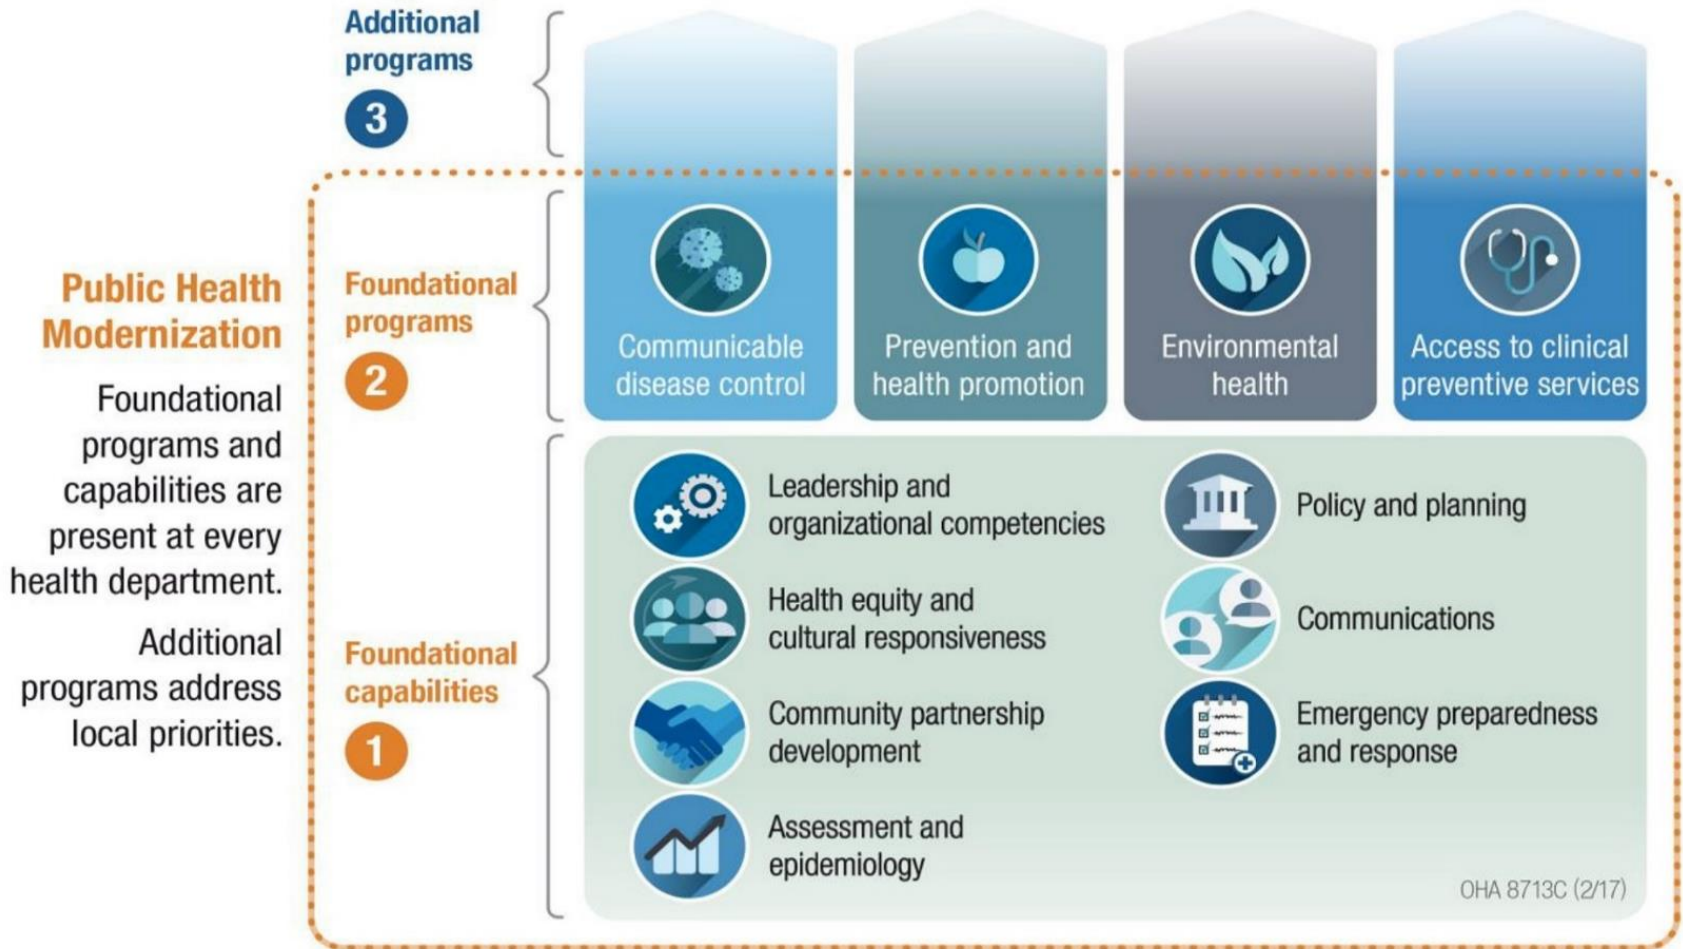 Additional
programs
3
Public Health
Modernization
Foundational
programs and
capabilities are
present at every
health department.
Additional
programs address
local priorities.
Foundational
programs
2
Communicable
disease control
Prevention and
health promotion
Environmental
health
Access to clinical
preventive services
Foundational
capabilities
1
Leadership and
organizational competencies
Health equity and
cultural responsiveness
Community partnership
development
Assessment and
epidemiology
Policy and planning
Communications
Emergency preparedness
and response
OHA 8713C (2/17)